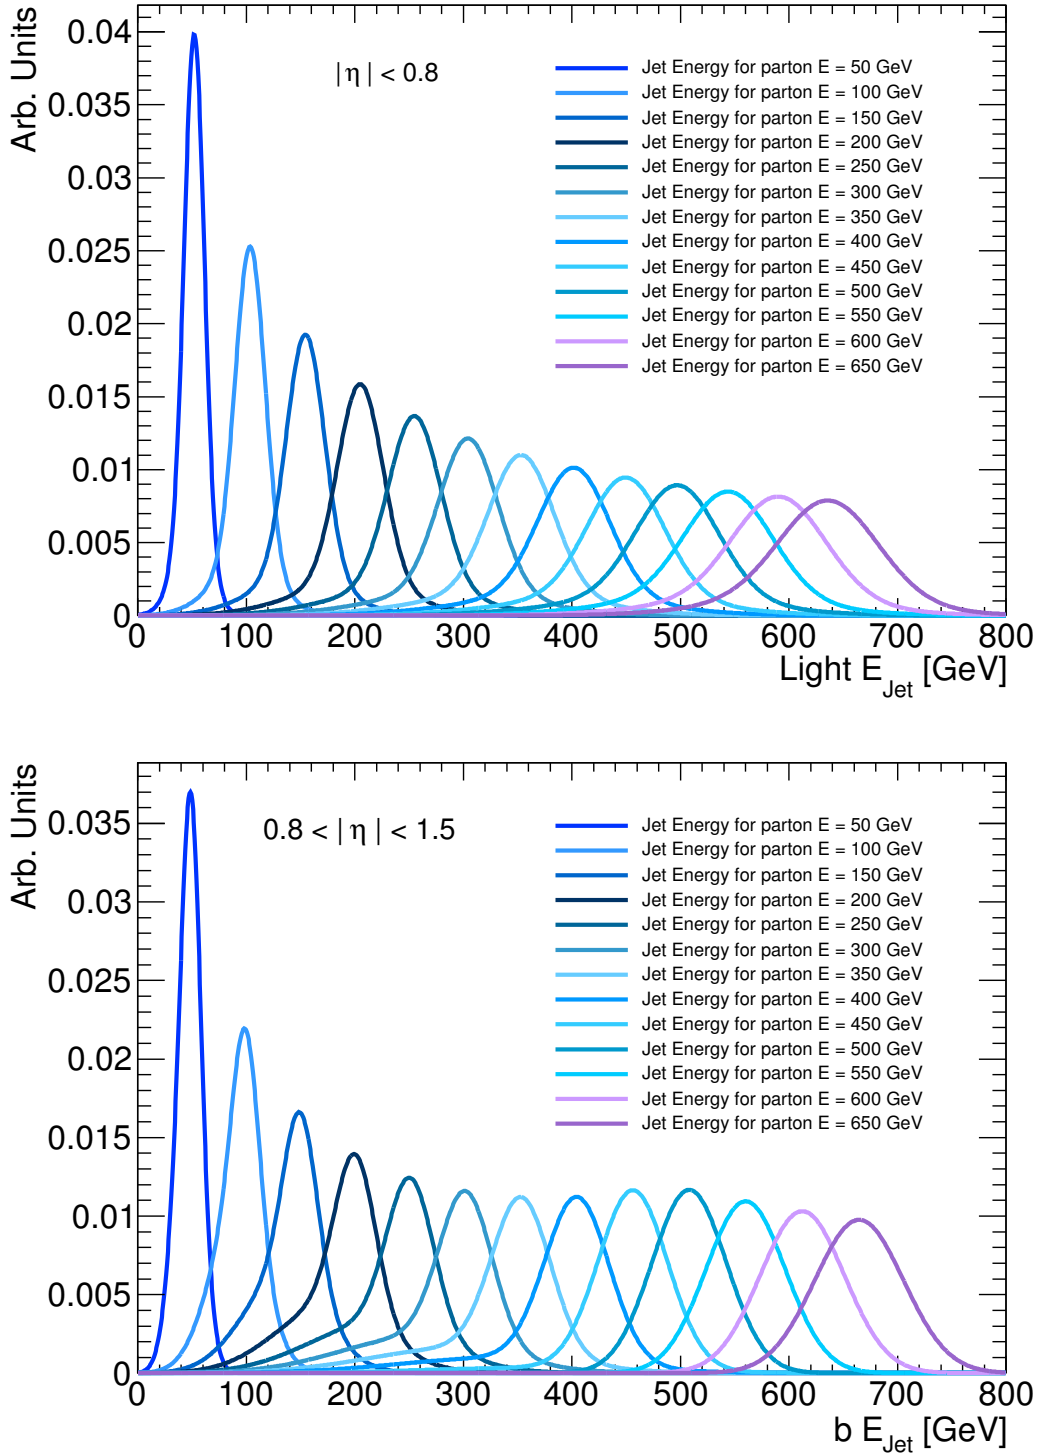 Arb. Units
0.04
0.035
0.03
0.025
0.02
0.015
0.01
0.005
0
| η | < 0.8
Jet Energy for parton E = 50 GeV
Jet Energy for parton E = 100 GeV
Jet Energy for parton E = 150 GeV
Jet Energy for parton E = 200 GeV
Jet Energy for parton E = 250 GeV
Jet Energy for parton E = 300 GeV
Jet Energy for parton E = 350 GeV
Jet Energy for parton E = 400 GeV
Jet Energy for parton E = 450 GeV
Jet Energy for parton E = 500 GeV
Jet Energy for parton E = 550 GeV
Jet Energy for parton E = 600 GeV
Jet Energy for parton E = 650 GeV
0 100 200 300 400 500 600 700 800
Light E_Jet [GeV]
Arb. Units
0.035
0.03
0.025
0.02
0.015
0.01
0.005
0
0.8 < | η | < 1.5
Jet Energy for parton E = 50 GeV
Jet Energy for parton E = 100 GeV
Jet Energy for parton E = 150 GeV
Jet Energy for parton E = 200 GeV
Jet Energy for parton E = 250 GeV
Jet Energy for parton E = 300 GeV
Jet Energy for parton E = 350 GeV
Jet Energy for parton E = 400 GeV
Jet Energy for parton E = 450 GeV
Jet Energy for parton E = 500 GeV
Jet Energy for parton E = 550 GeV
Jet Energy for parton E = 600 GeV
Jet Energy for parton E = 650 GeV
0 100 200 300 400 500 600 700 800
b E_Jet [GeV]